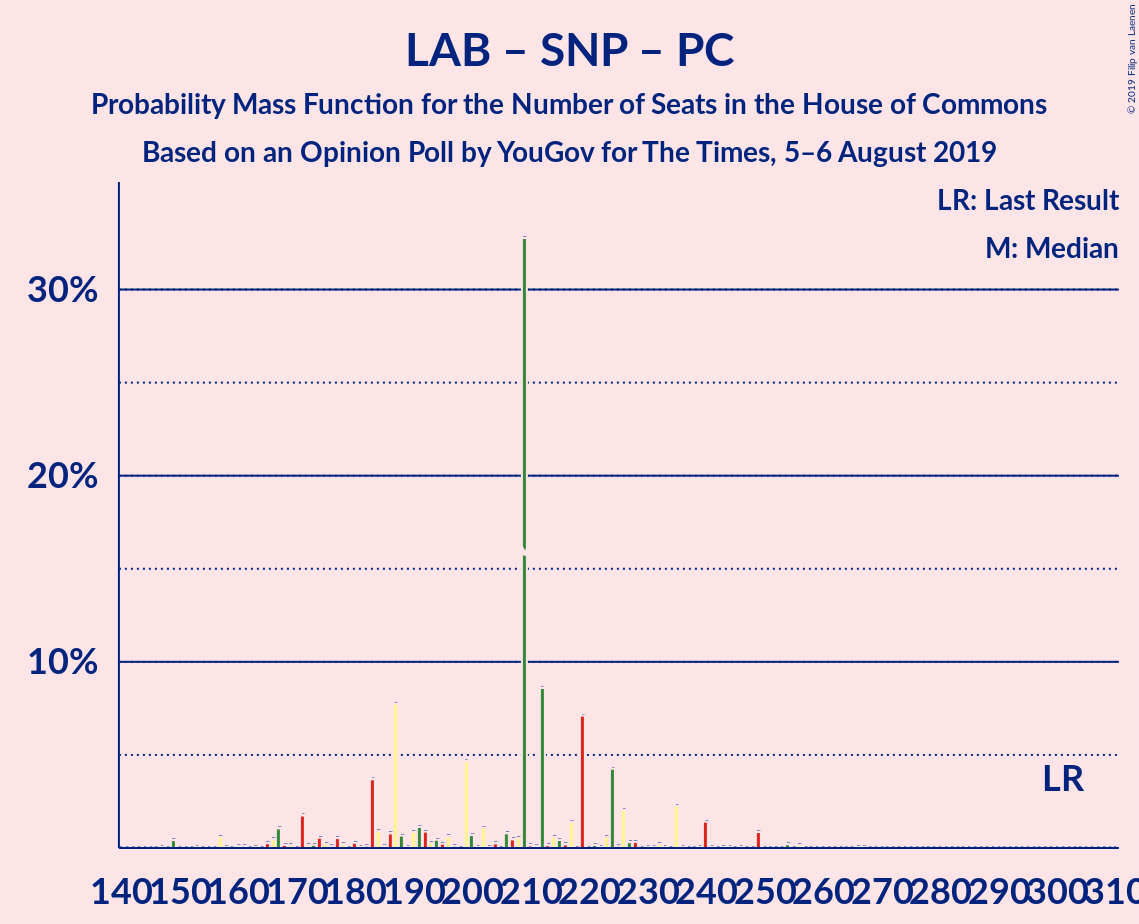 LAB – SNP – PC
Probability Mass Function for the Number of Seats in the House of Commons
Based on an Opinion Poll by YouGov for The Times, 5–6 August 2019
© 2019 Filip van Laenen
LR: Last Result
M: Median
30%
20%
10%
LR
140 150 160 170 180 190 200 210 220 230 240 250 260 270 280 290 300 310